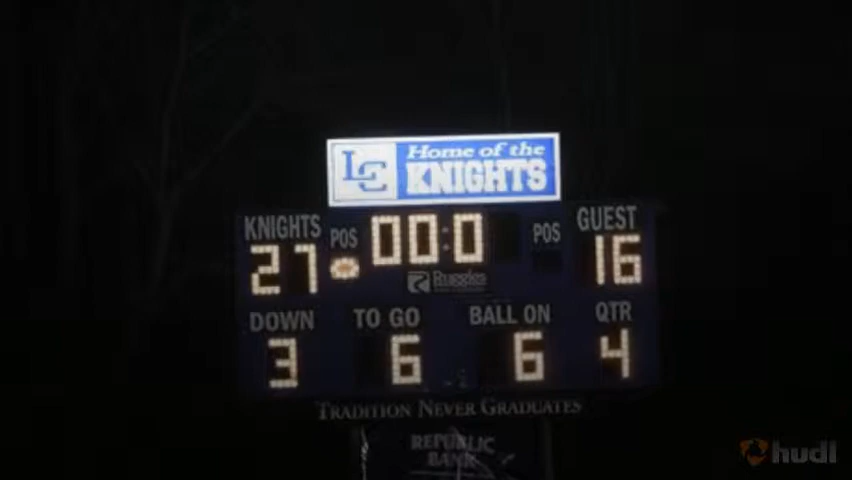 LC Home of the
KNIGHTS
KNIGHTS POS 00:0 POS GUEST
27 16
Ruggles
DOWN TO GO BALL ON QTR
3 6 6 4
TRADITION NEVER GRADUATES
REPUBLIC
BANK
hudl